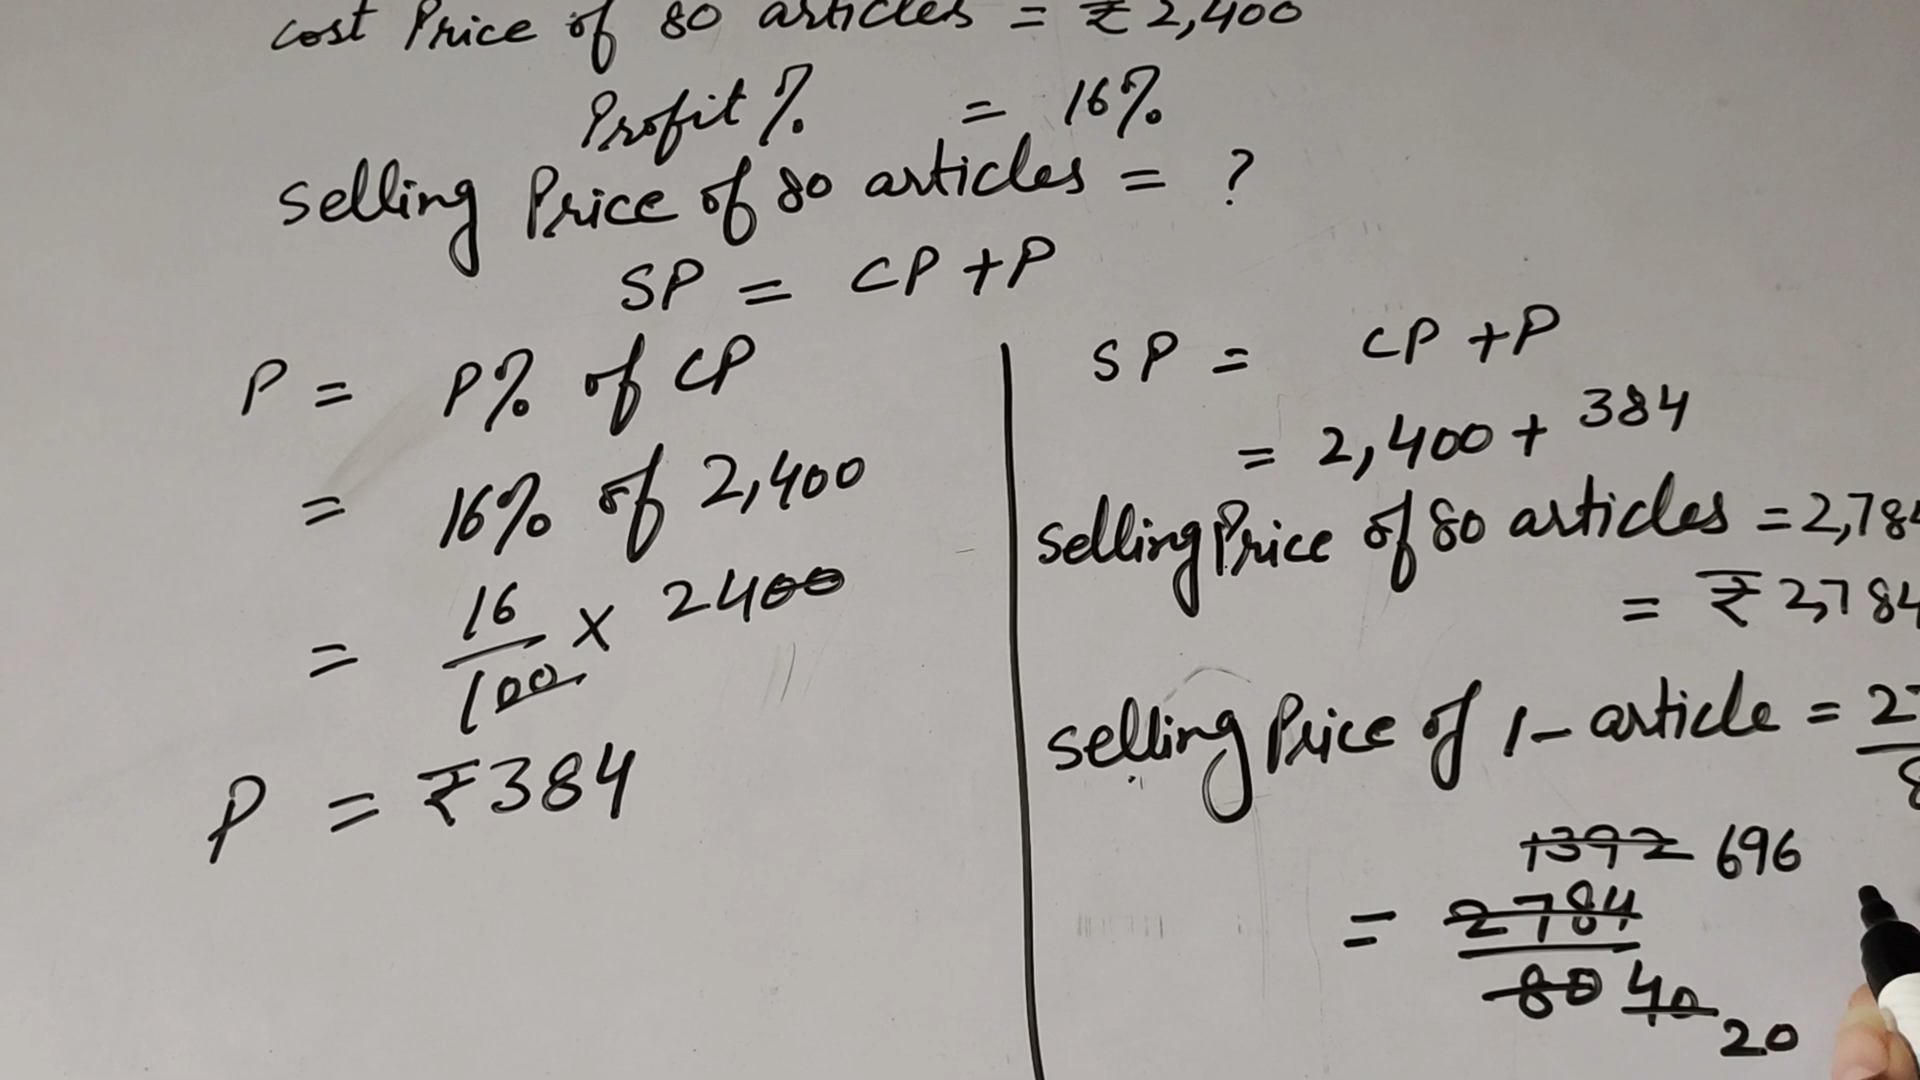 cost Price of 80 articles = ₹ 2,400
Profit % = 16%
Selling Price of 80 articles = ?
SP = CP + P
P = P% of CP
= 16% of 2,400
= 16/100 × 2400
P = ₹384
SP = CP + P
= 2,400 + 384
Selling Price of 80 articles = 2,784
= ₹ 2,784
Selling Price of 1 - article =
1392 696
= 2784
80 40
20